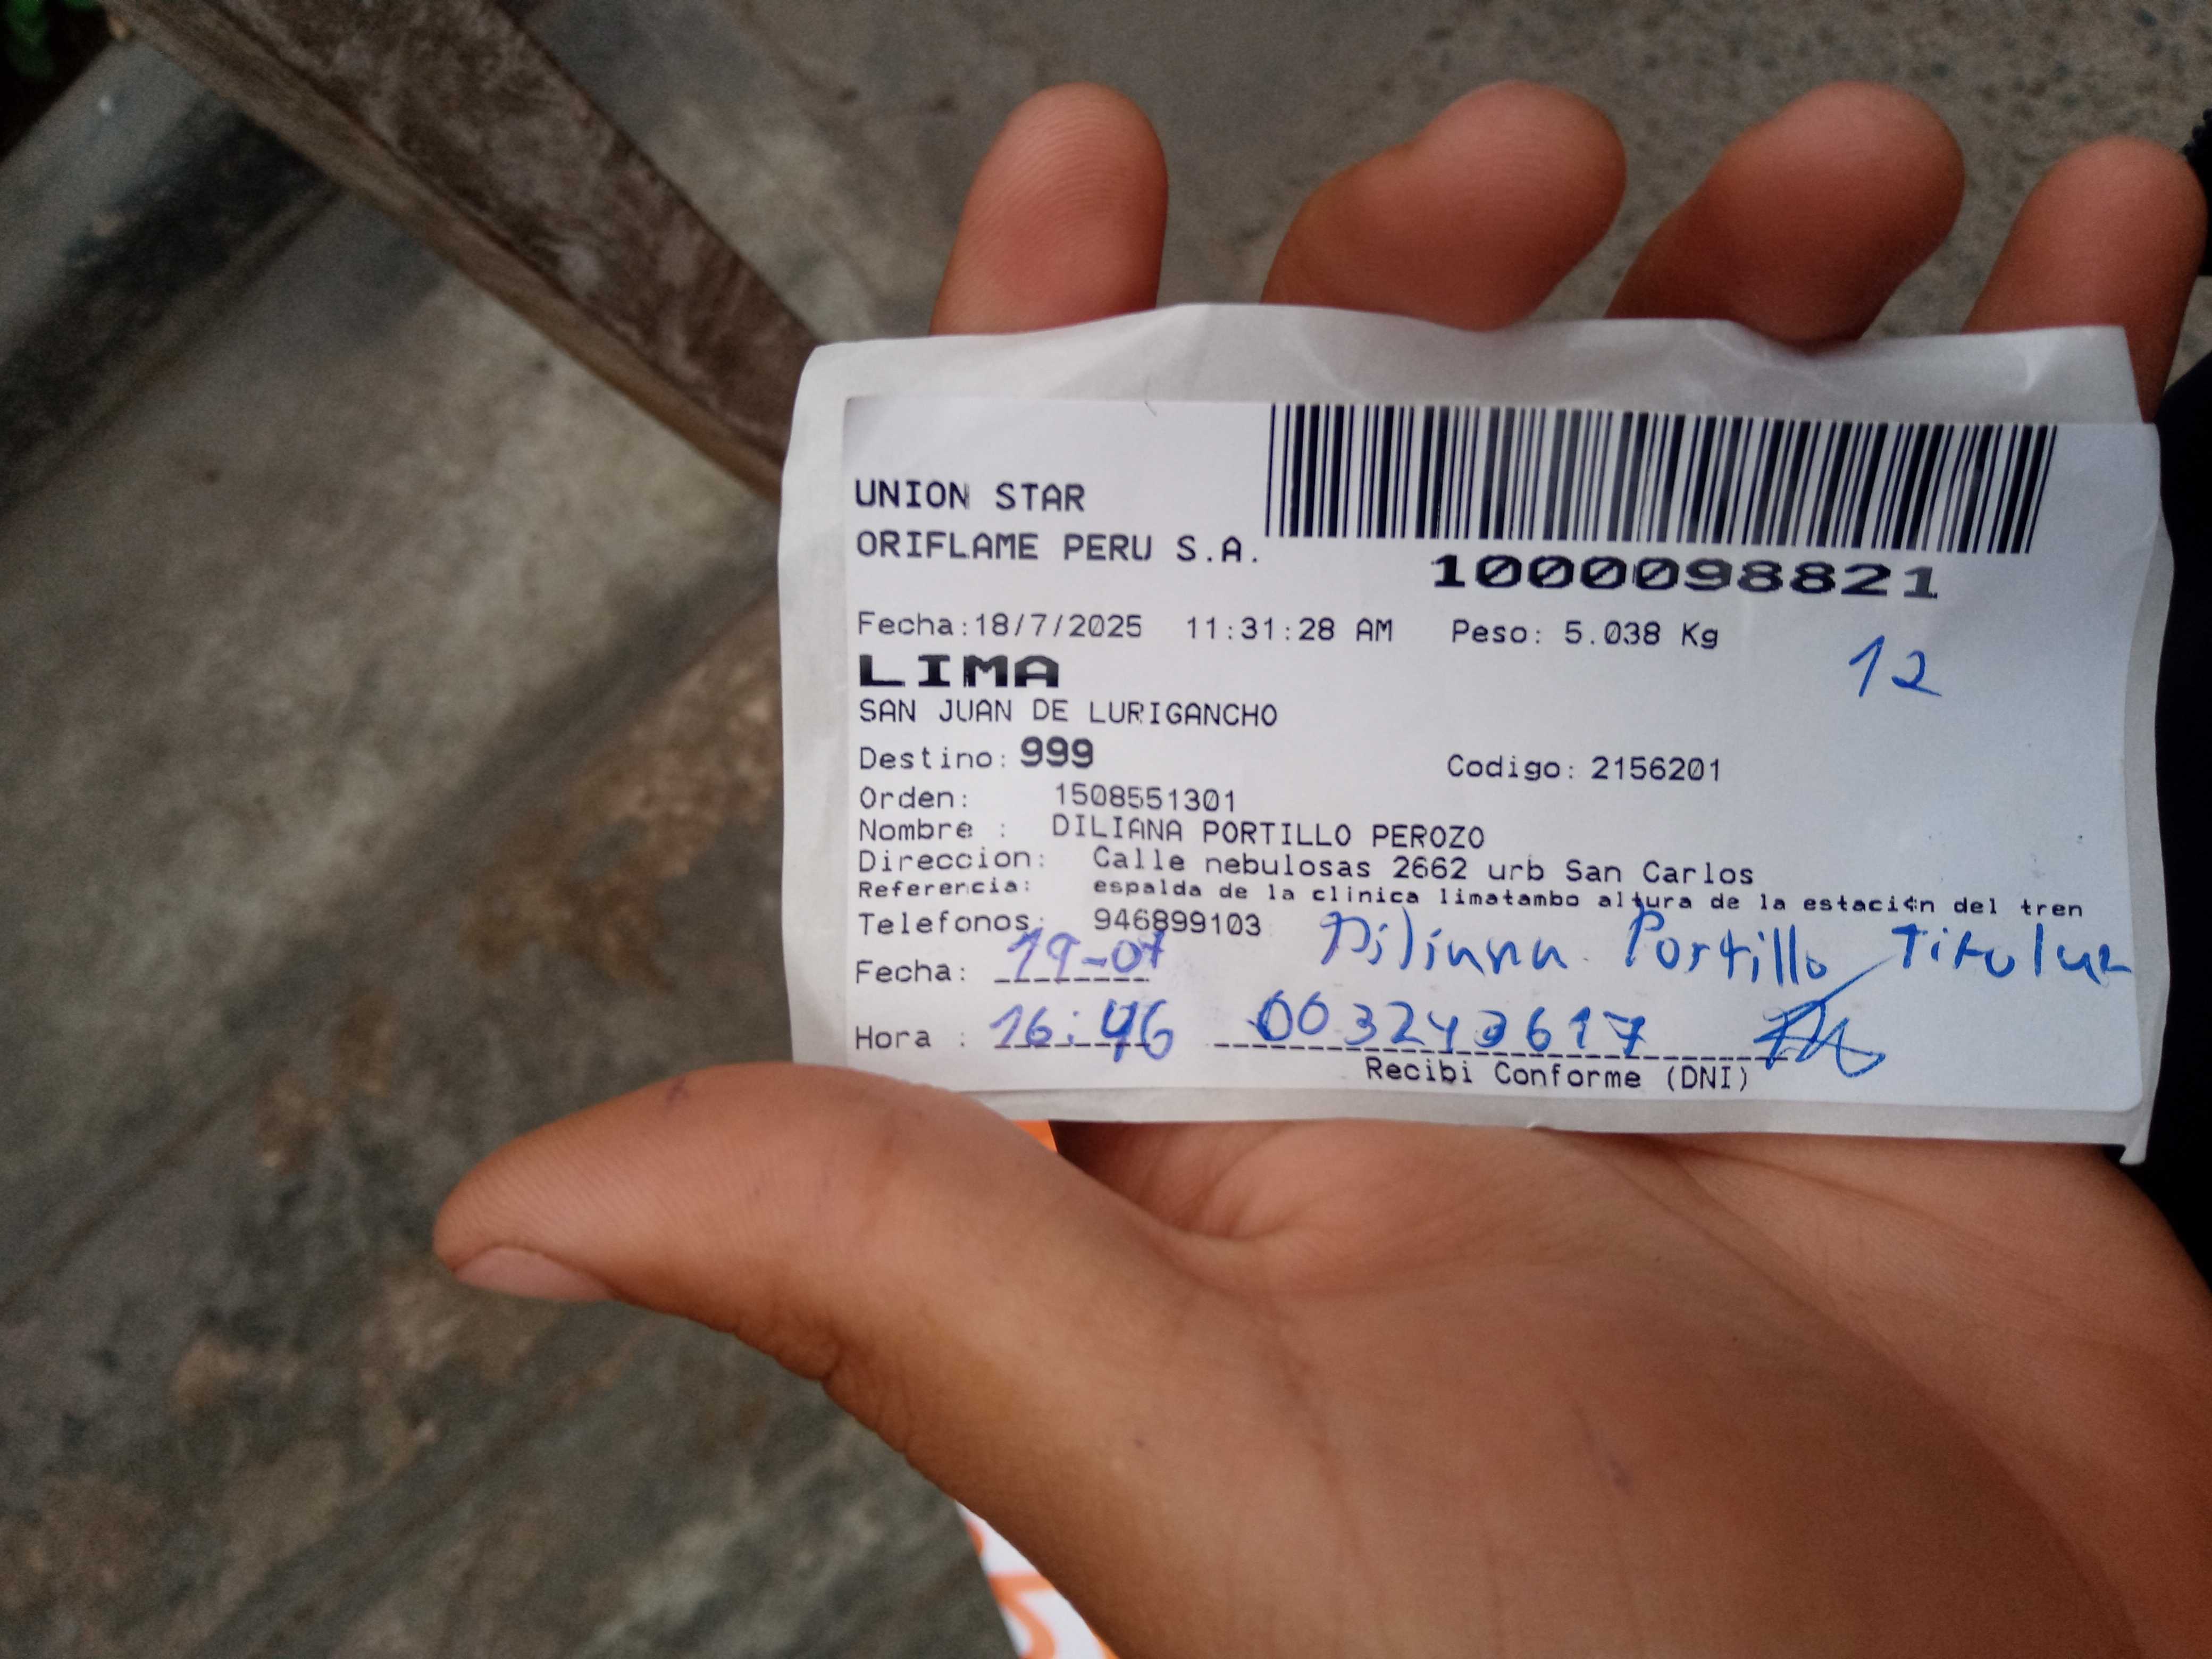 UNION STAR
ORIFLAME PERU S.A.
1000098821
Fecha:18/7/2025 11:31:28 AM Peso: 5.038 Kg
12
LIMA
SAN JUAN DE LURIGANCHO
Destino: 999 Codigo: 2156201
Orden: 1508551301
Nombre : DILIANA PORTILLO PEROZO
Direccion: Calle nebulosas 2662 urb San Carlos
Referencia: espalda de la clinica limatambo altura de la estaci¢n del tren
Telefonos: 946899103
Diliana Portillo Titular
Fecha: 19-07
Hora : 16:46 003243617
Recibi Conforme (DNI)